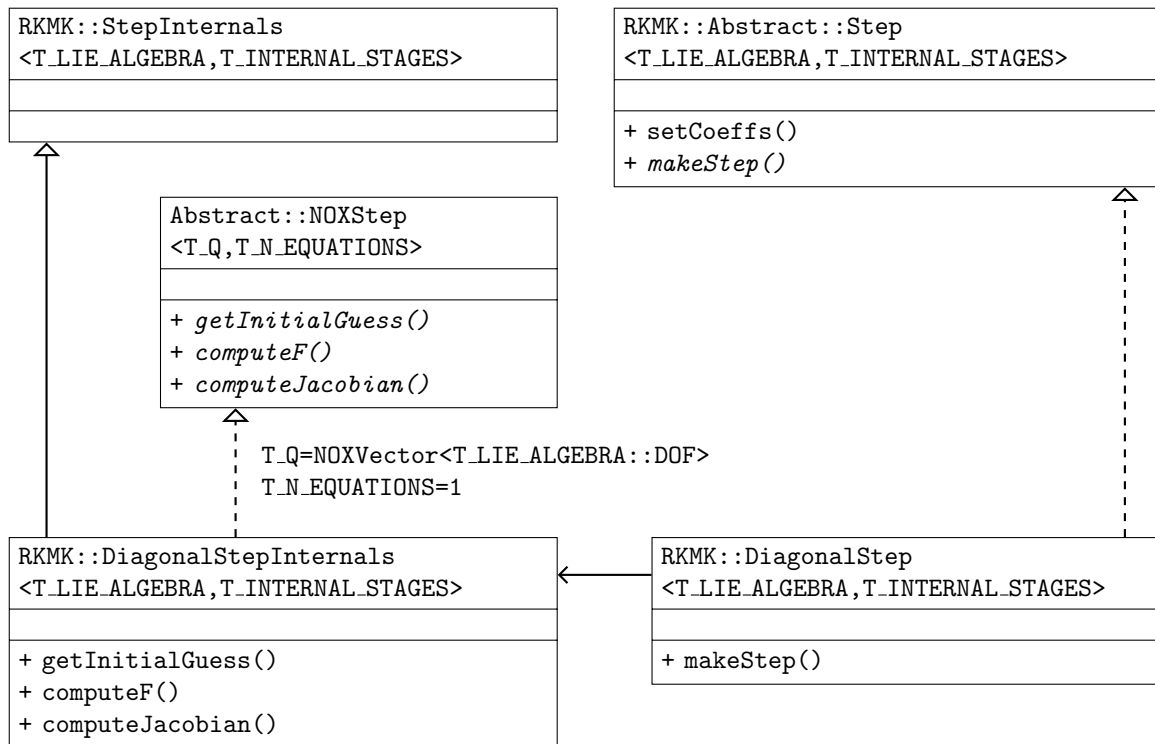 RKMK::StepInternals
<T_LIE_ALGEBRA,T_INTERNAL_STAGES>
RKMK::Abstract::Step
<T_LIE_ALGEBRA,T_INTERNAL_STAGES>
+ setCoeffs()
+ makeStep()
Abstract::NOXStep
<T_Q,T_N_EQUATIONS>
+ getInitialGuess()
+ computeF()
+ computeJacobian()
T_Q=NOXVector<T_LIE_ALGEBRA::DOF>
T_N_EQUATIONS=1
RKMK::DiagonalStepInternals
<T_LIE_ALGEBRA,T_INTERNAL_STAGES>
+ getInitialGuess()
+ computeF()
+ computeJacobian()
RKMK::DiagonalStep
<T_LIE_ALGEBRA,T_INTERNAL_STAGES>
+ makeStep()